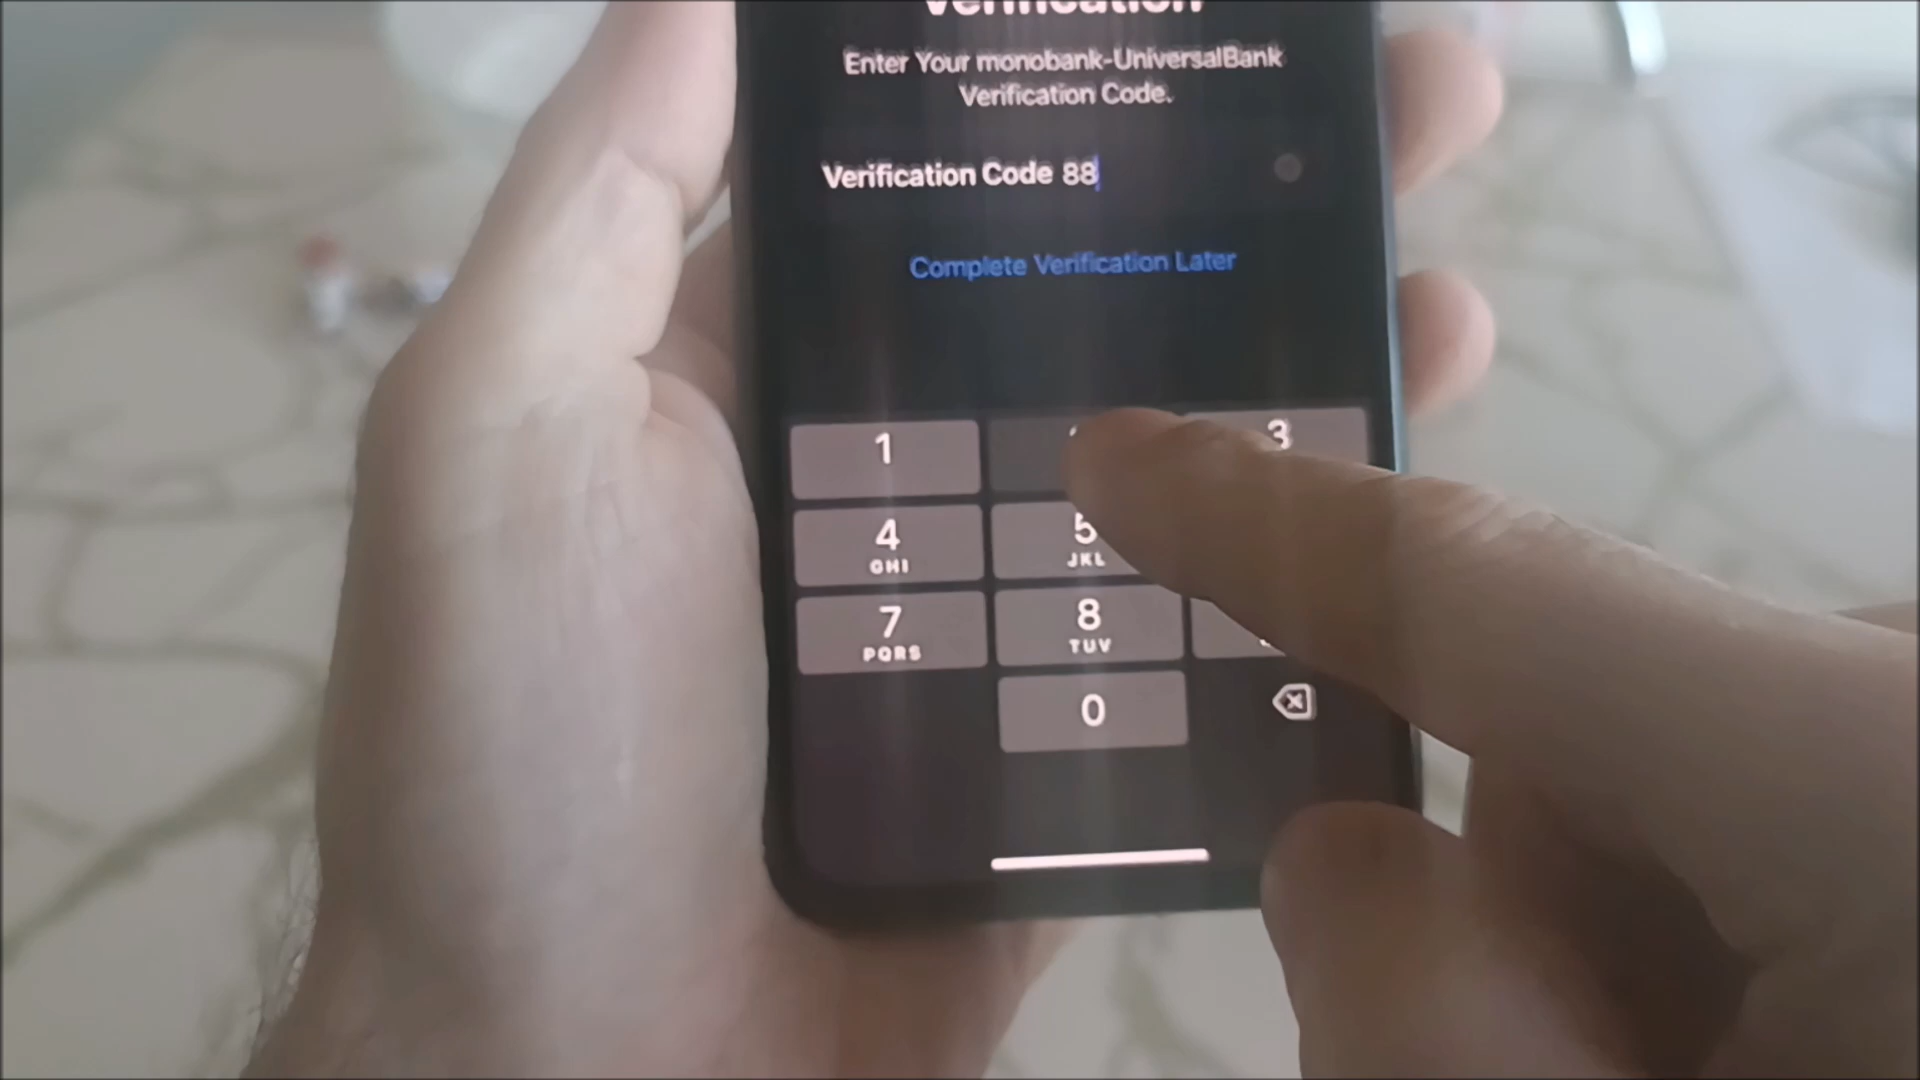 Verification
Enter Your monobank-UniversalBank
Verification Code.
Verification Code 88
Complete Verification Later
1
3
4
GHI
5
JKL
7
PQRS
8
TUV
0